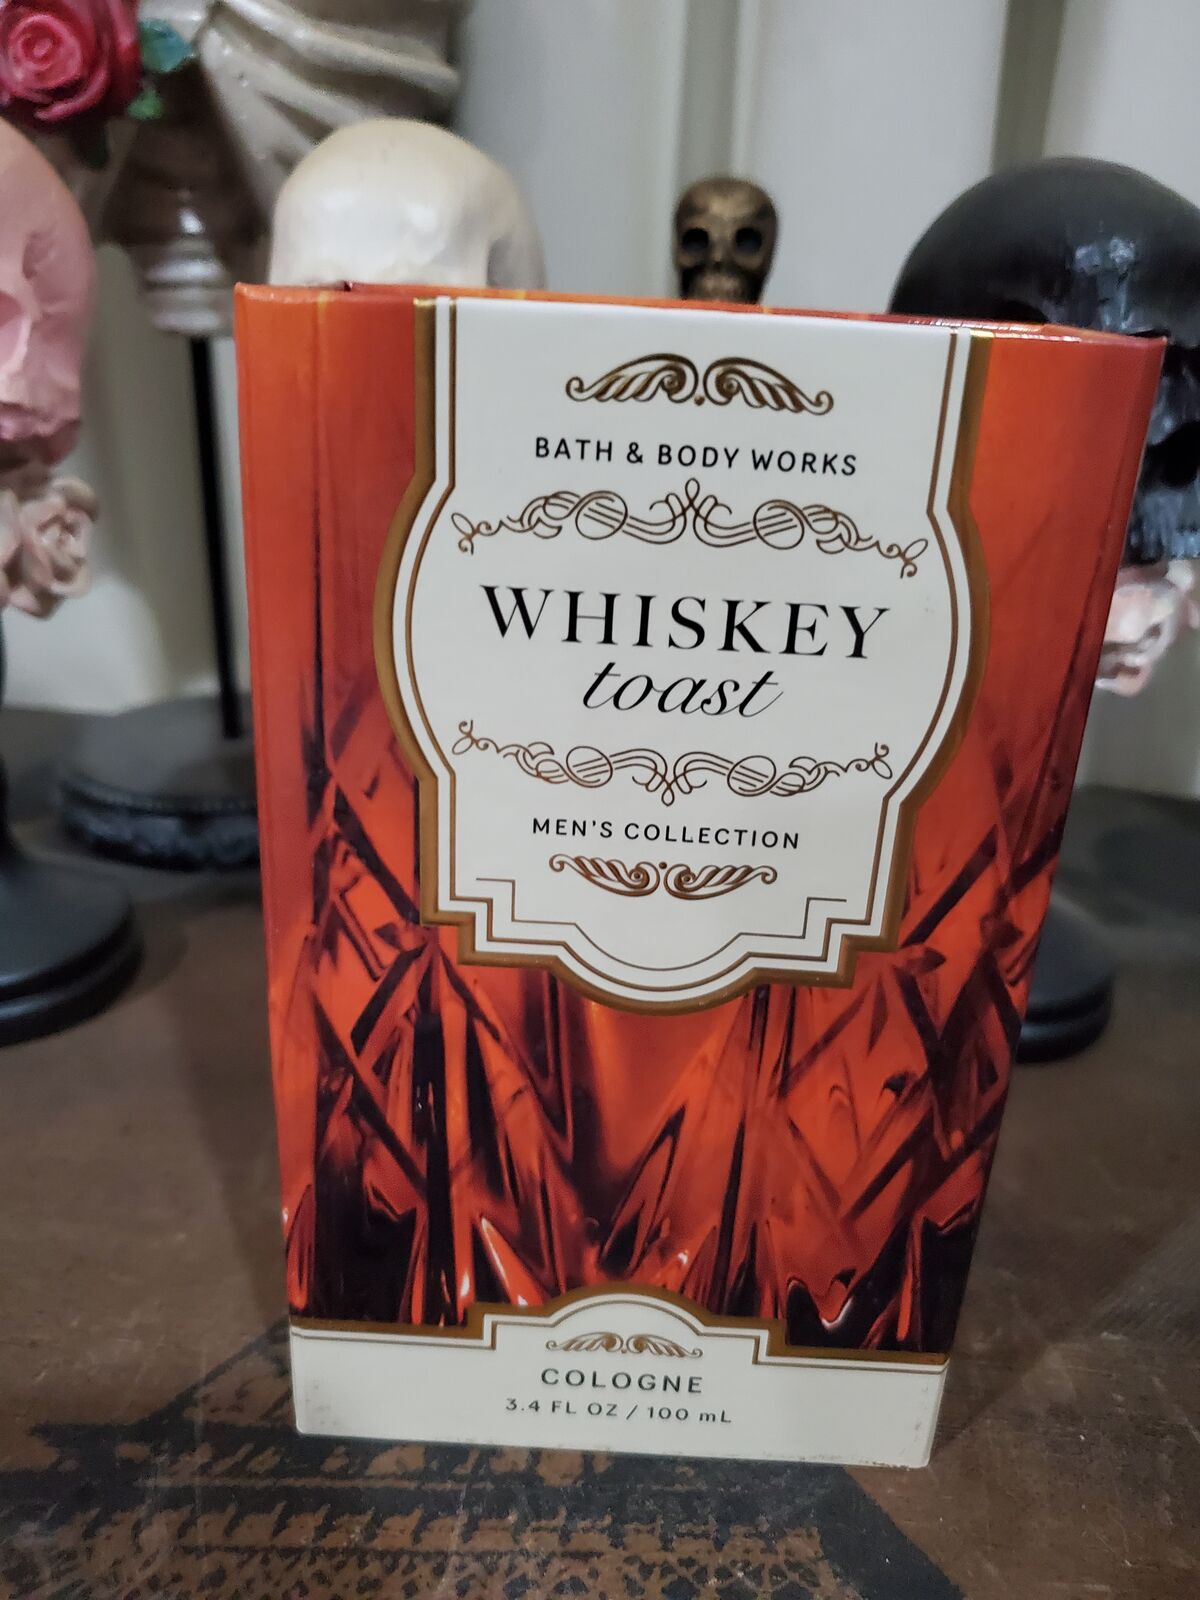 BATH & BODY WORKS
WHISKEY
toast
MEN'S COLLECTION
COLOGNE
3.4 FL OZ / 100 mL